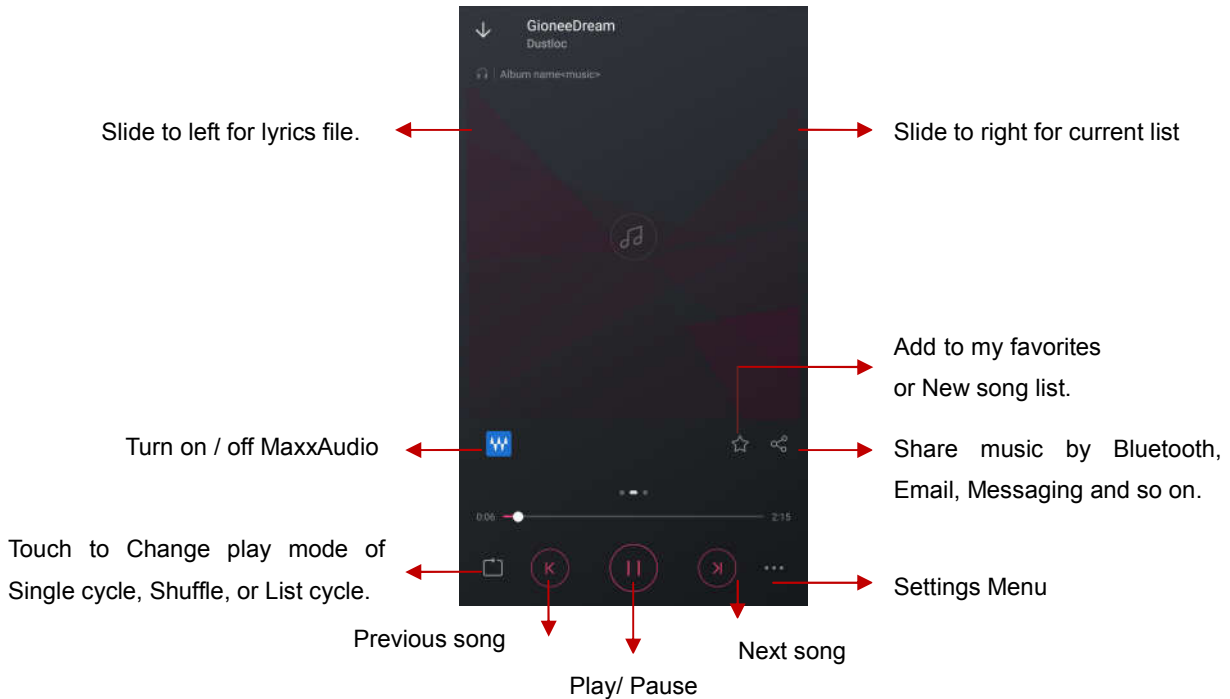 GioneeDream
Dustloc
Album name<music>
Slide to left for lyrics file.
Slide to right for current list
Add to my favorites
or New song list.
Turn on / off MaxxAudio
Share music by Bluetooth,
Email, Messaging and so on.
0:06
2:15
Touch to Change play mode of
Single cycle, Shuffle, or List cycle.
Settings Menu
Previous song
Next song
Play/ Pause